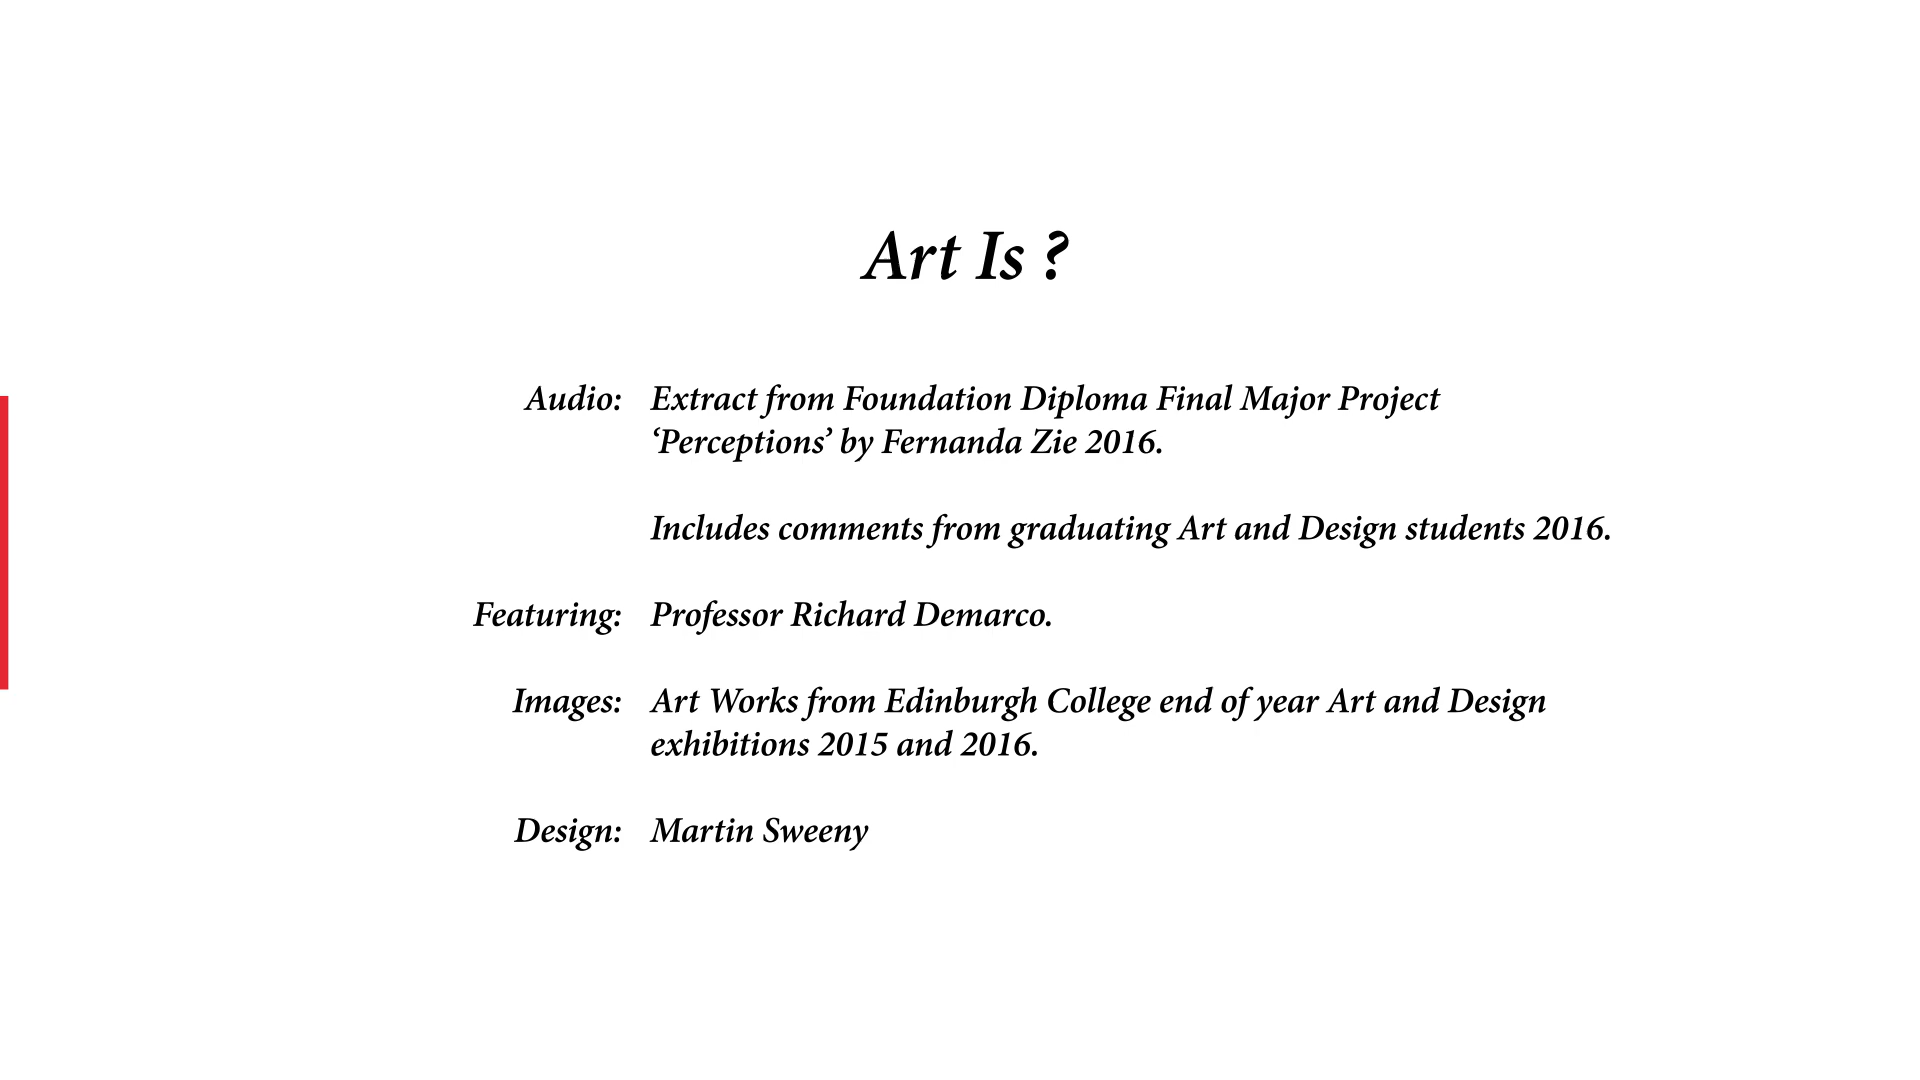 Art Is ?
Audio: Extract from Foundation Diploma Final Major Project
‘Perceptions’ by Fernanda Zie 2016.
Includes comments from graduating Art and Design students 2016.
Featuring: Professor Richard Demarco.
Images: Art Works from Edinburgh College end of year Art and Design
exhibitions 2015 and 2016.
Design: Martin Sweeny